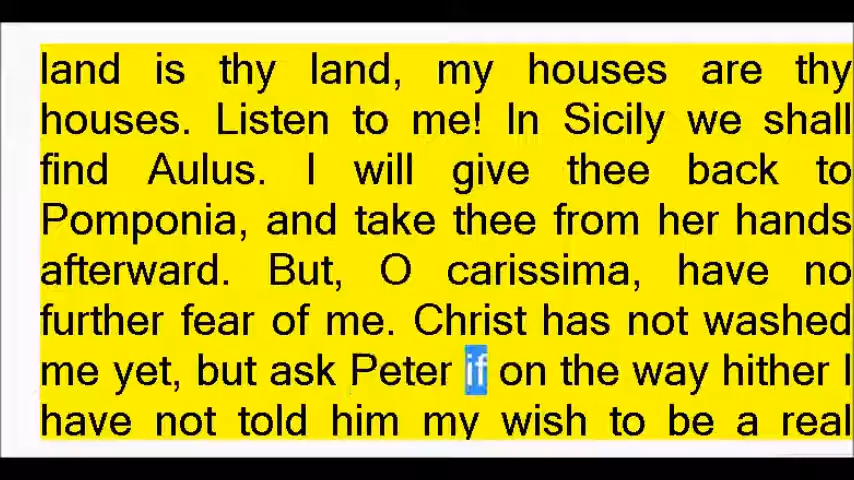 land is thy land, my houses are thy
houses. Listen to me! In Sicily we shall
find Aulus. I will give thee back to
Pomponia, and take thee from her hands
afterward. But, O carissima, have no
further fear of me. Christ has not washed
me yet, but ask Peter if on the way hither I
have not told him my wish to be a real